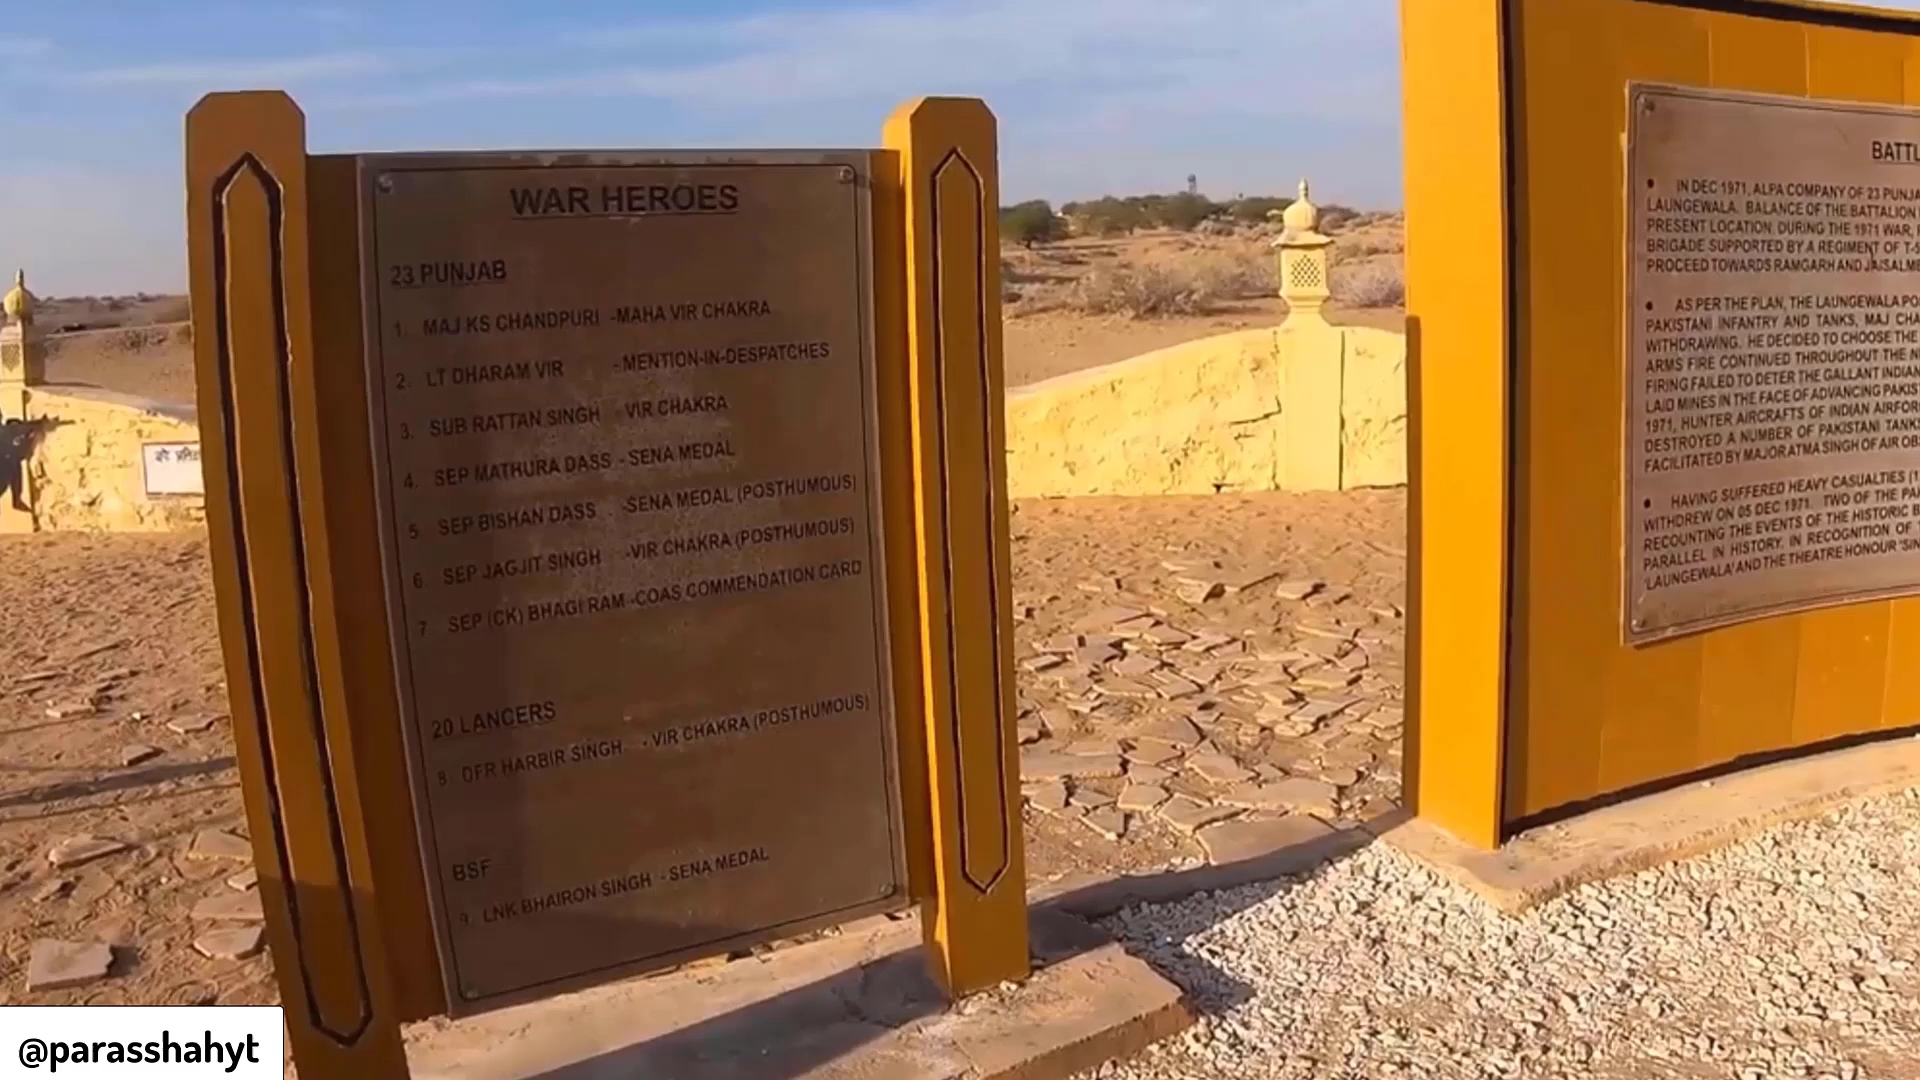 WAR HEROES
23 PUNJAB
1. MAJ KS CHANDPURI -MAHA VIR CHAKRA
2. LT DHARAM VIR - MENTION-IN-DESPATCHES
3. SUB RATTAN SINGH - VIR CHAKRA
4. SEP MATHURA DASS - SENA MEDAL
5 SEP BISHAN DASS -SENA MEDAL (POSTHUMOUS)
6 SEP JAGJIT SINGH -VIR CHAKRA (POSTHUMOUS)
7 SEP (CK) BHAGI RAM -COAS COMMENDATION CARD
20 LANCERS
8 DFR HARBIR SINGH - VIR CHAKRA (POSTHUMOUS)
BSF
9. LNK BHAIRON SINGH - SENA MEDAL
BATTL
• IN DEC 1971, ALPA COMPANY OF 23 PUNJA
LAUNGEWALA. BALANCE OF THE BATTALION
PRESENT LOCATION. DURING THE 1971 WAR,
BRIGADE SUPPORTED BY A REGIMENT OF T-5
PROCEED TOWARDS RAMGARH AND JAISALME
• AS PER THE PLAN, THE LAUNGEWALA PO
PAKISTANI INFANTRY AND TANKS, MAJ CHA
WITHDRAWING. HE DECIDED TO CHOOSE THE
ARMS FIRE CONTINUED THROUGHOUT THE N
FIRING FAILED TO DETER THE GALLANT INDIAN
LAID MINES IN THE FACE OF ADVANCING PAKIS
1971, HUNTER AIRCRAFTS OF INDIAN AIRFOR
DESTROYED A NUMBER OF PAKISTANI TANKS
FACILITATED BY MAJOR ATMA SINGH OF AIR OBS
• HAVING SUFFERED HEAVY CASUALTIES (1
WITHDREW ON 05 DEC 1971. TWO OF THE PA
RECOUNTING THE EVENTS OF THE HISTORIC B
PARALLEL IN HISTORY. IN RECOGNITION OF
'LAUNGEWALA' AND THE THEATRE HONOUR 'SIN
@parasshahyt